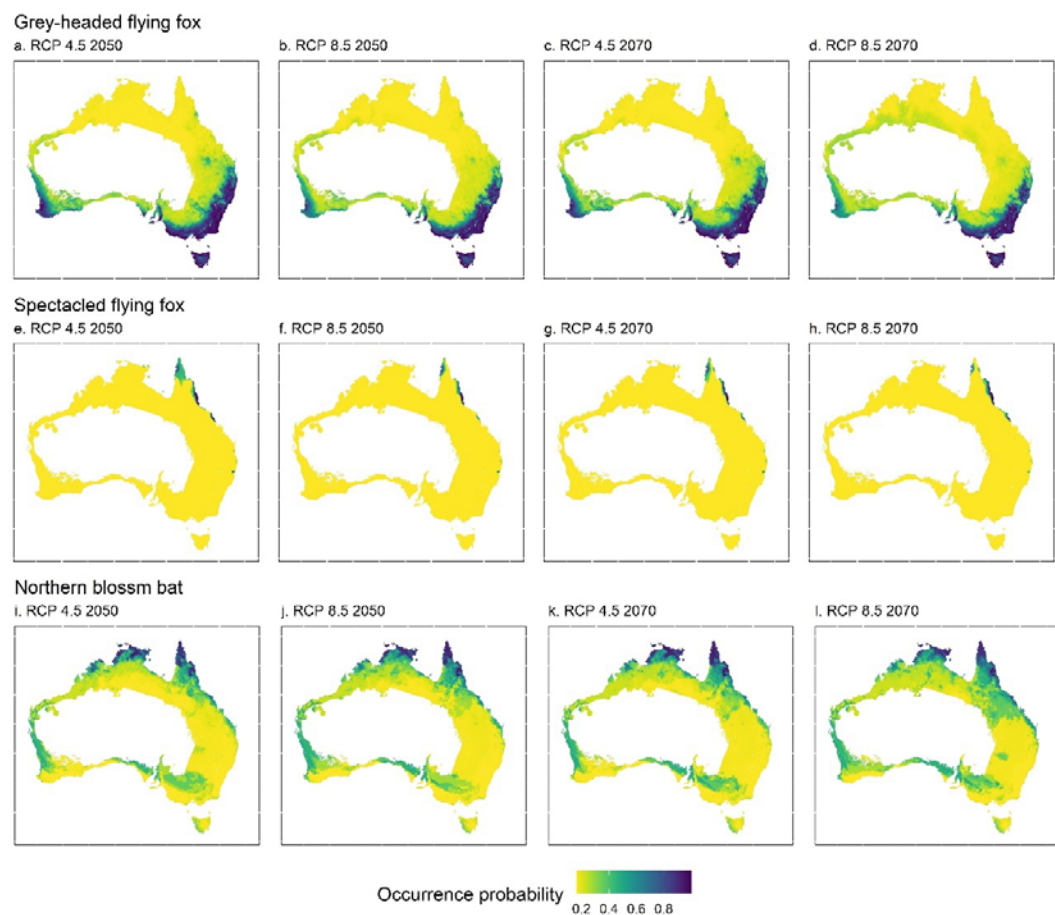 Grey-headed flying fox
a. RCP 4.5 2050
b. RCP 8.5 2050
c. RCP 4.5 2070
d. RCP 8.5 2070
Spectacled flying fox
e. RCP 4.5 2050
f. RCP 8.5 2050
g. RCP 4.5 2070
h. RCP 8.5 2070
Northern blossm bat
i. RCP 4.5 2050
j. RCP 8.5 2050
k. RCP 4.5 2070
l. RCP 8.5 2070
Occurrence probability
0.2 0.4 0.6 0.8